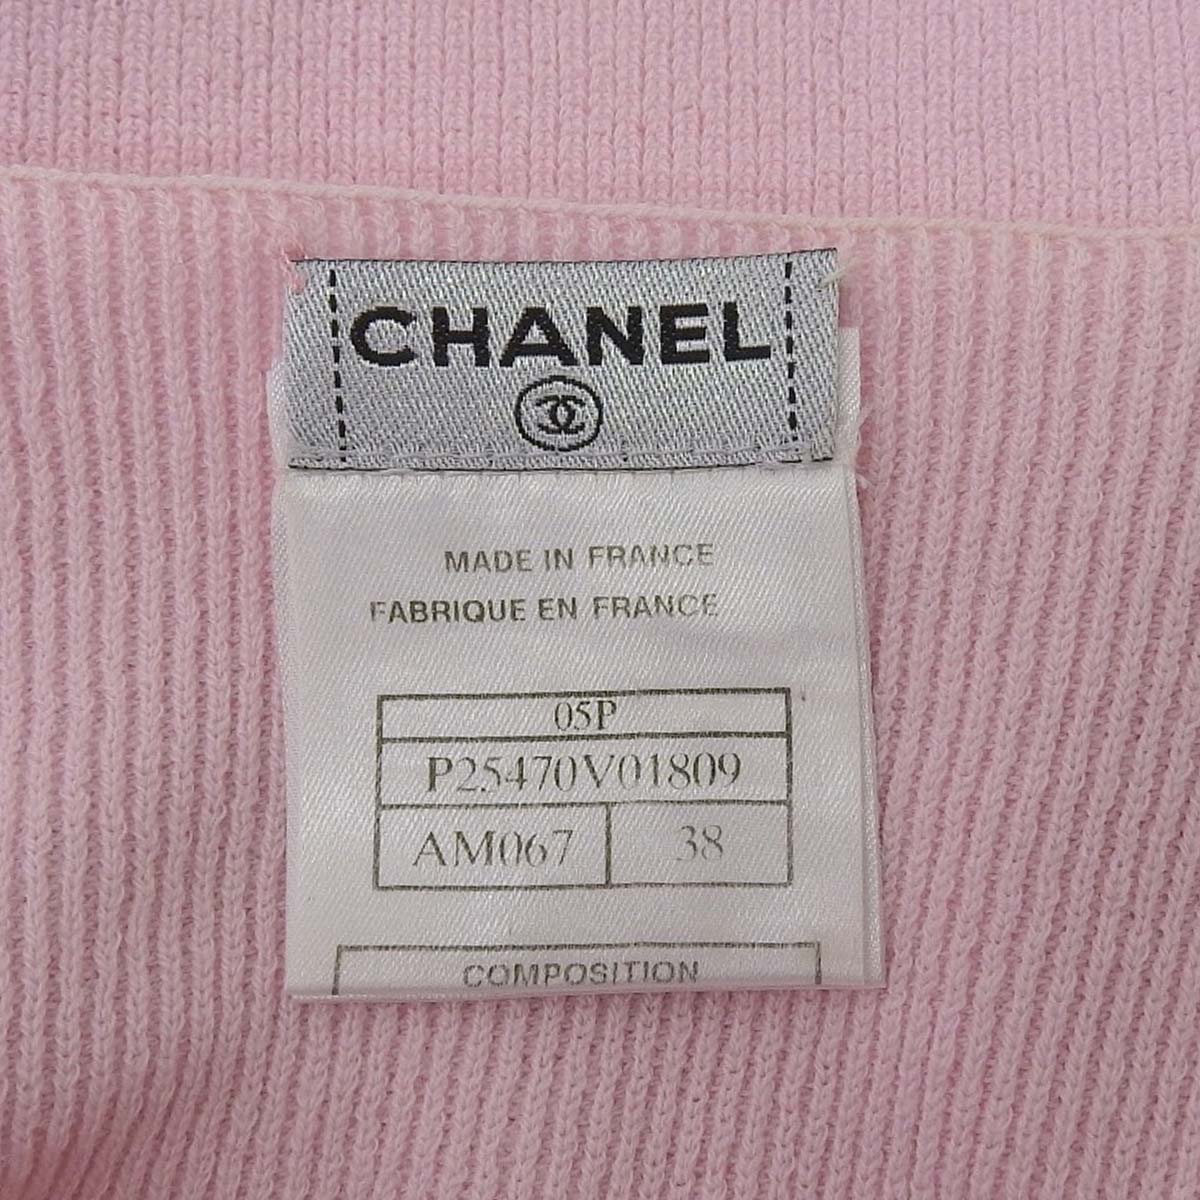 CHANEL
MADE IN FRANCE
FABRIQUE EN FRANCE
05P
P25470V01809
AM067 38
COMPOSITION